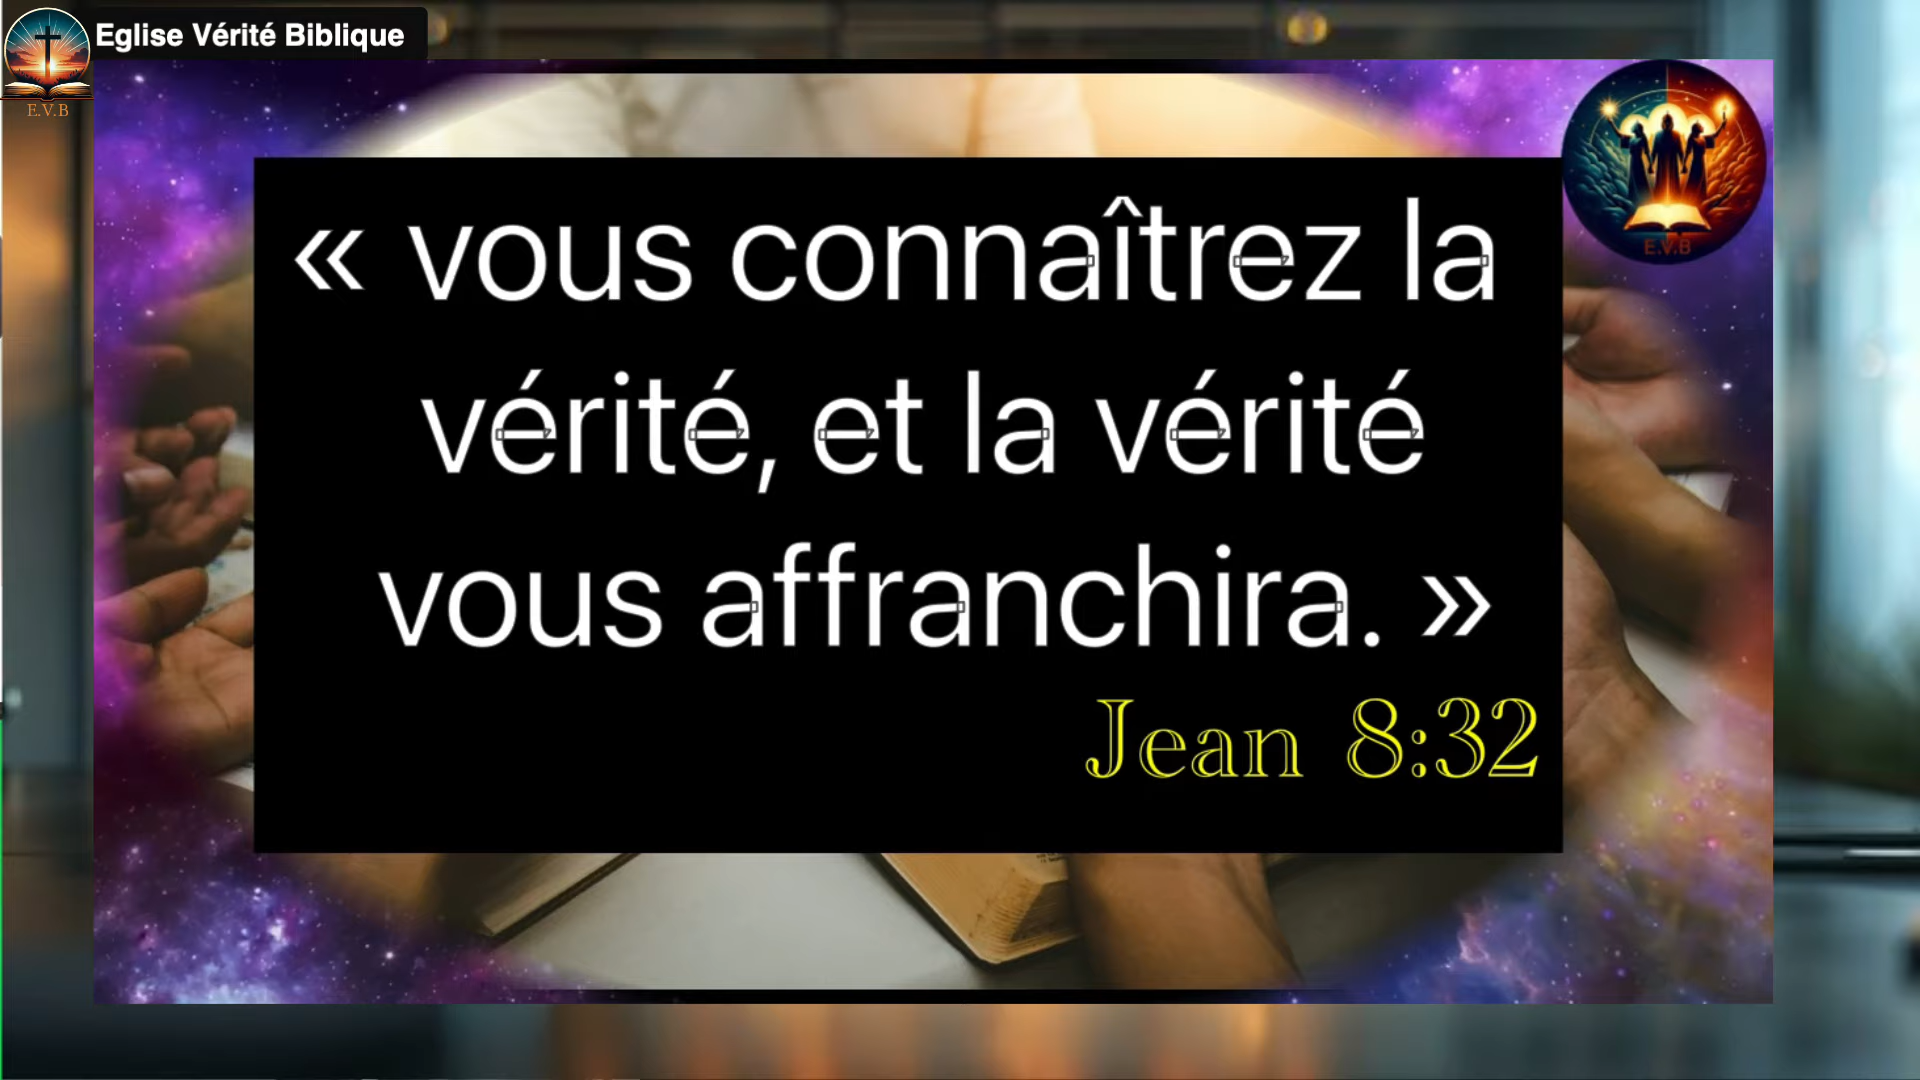 Eglise Vérité Biblique
E.V.B
E.V.B
« vous connaîtrez la
vérité, et la vérité
vous affranchira. »
Jean 8:32